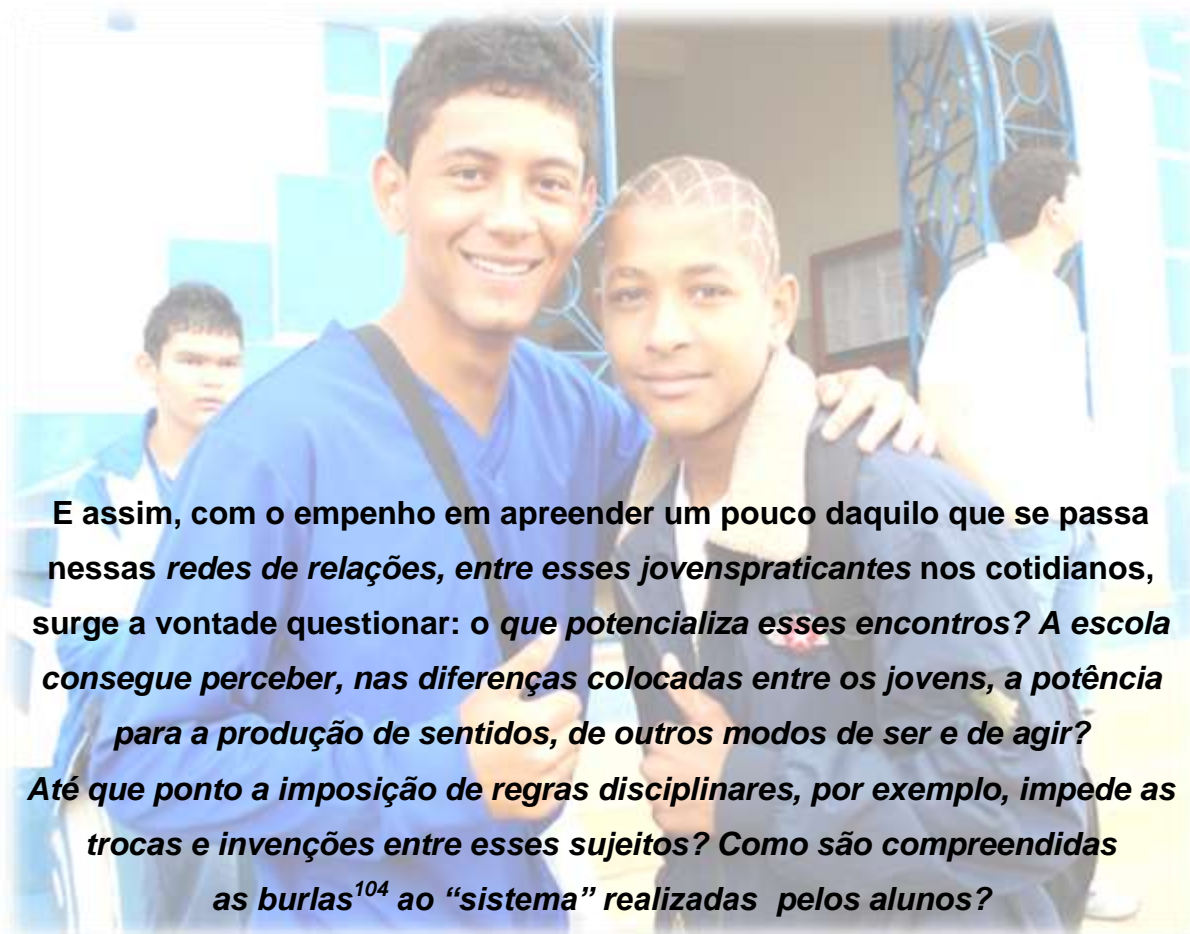 E assim, com o empenho em apreender um pouco daquilo que se passa
nessas redes de relações, entre esses jovenspraticantes nos cotidianos,
surge a vontade questionar: o que potencializa esses encontros? A escola
consegue perceber, nas diferenças colocadas entre os jovens, a potência
para a produção de sentidos, de outros modos de ser e de agir?
Até que ponto a imposição de regras disciplinares, por exemplo, impede as
trocas e invenções entre esses sujeitos? Como são compreendidas
as burlas104 ao “sistema” realizadas pelos alunos?